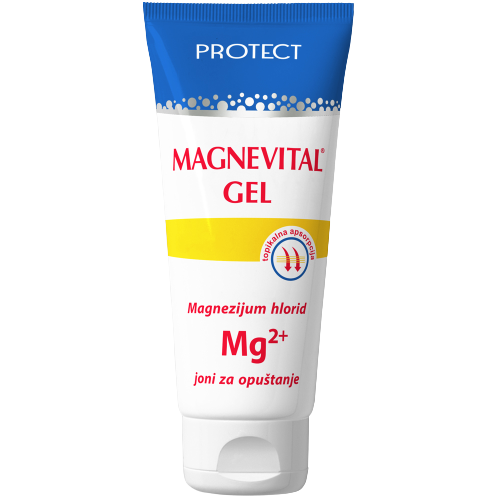 PROTECT
MAGNEVITAL®
GEL
topikalna apsorpcija
Magnezijum hlorid
Mg²⁺
joni za opuštanje